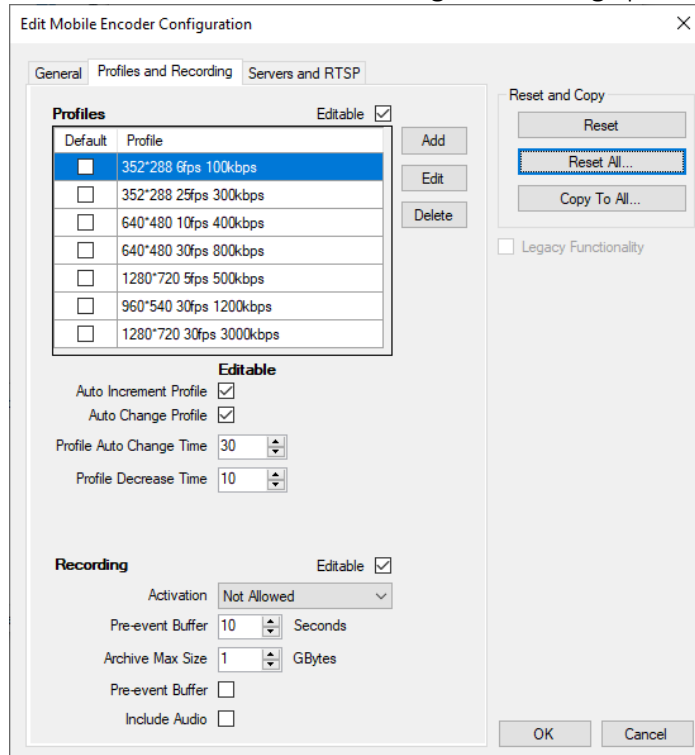 Edit Mobile Encoder Configuration
General Profiles and Recording Servers and RTSP
Profiles Editable
Default Profile
352*288 6fps 100kbps
352*288 25fps 300kbps
640*480 10fps 400kbps
640*480 30fps 800kbps
1280*720 5fps 500kbps
960*540 30fps 1200kbps
1280*720 30fps 3000kbps
Add
Edit
Delete
Editable
Auto Increment Profile
Auto Change Profile
Profile Auto Change Time 30
Profile Decrease Time 10
Recording Editable
Activation Not Allowed
Pre-event Buffer 10 Seconds
Archive Max Size 1 GBytes
Pre-event Buffer
Include Audio
Reset and Copy
Reset
Reset All...
Copy To All...
Legacy Functionality
OK Cancel